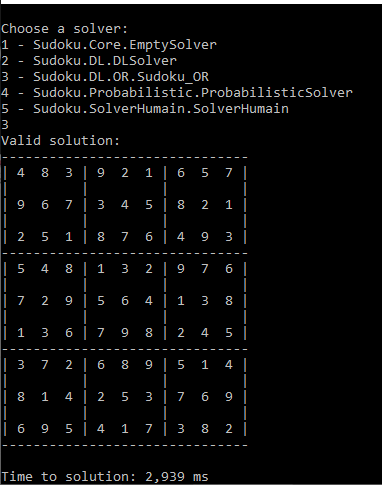 Choose a solver:
1 - Sudoku.Core.EmptySolver
2 - Sudoku.DL.DLSolver
3 - Sudoku.DL.OR.Sudoku_OR
4 - Sudoku.Probabilistic.ProbabilisticSolver
5 - Sudoku.SolverHumain.SolverHumain
3
Valid solution:
-------------------------------
| 4  8  3 | 9  2  1 | 6  5  7 |
|         |         |         |
| 9  6  7 | 3  4  5 | 8  2  1 |
|         |         |         |
| 2  5  1 | 8  7  6 | 4  9  3 |
-------------------------------
| 5  4  8 | 1  3  2 | 9  7  6 |
|         |         |         |
| 7  2  9 | 5  6  4 | 1  3  8 |
|         |         |         |
| 1  3  6 | 7  9  8 | 2  4  5 |
-------------------------------
| 3  7  2 | 6  8  9 | 5  1  4 |
|         |         |         |
| 8  1  4 | 2  5  3 | 7  6  9 |
|         |         |         |
| 6  9  5 | 4  1  7 | 3  8  2 |
-------------------------------
Time to solution: 2,939 ms